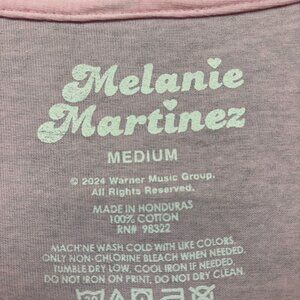 Melanie
Martinez
MEDIUM
© 2024 Warner Music Group.
All Rights Reserved.
MADE IN HONDURAS
100% COTTON
RN# 98322
MACHINE WASH COLD WITH LIKE COLORS.
ONLY NON-CHLORINE BLEACH WHEN NEEDED.
TUMBLE DRY LOW. COOL IRON IF NEEDED.
DO NOT IRON ON PRINT. DO NOT DRY CLEAN.